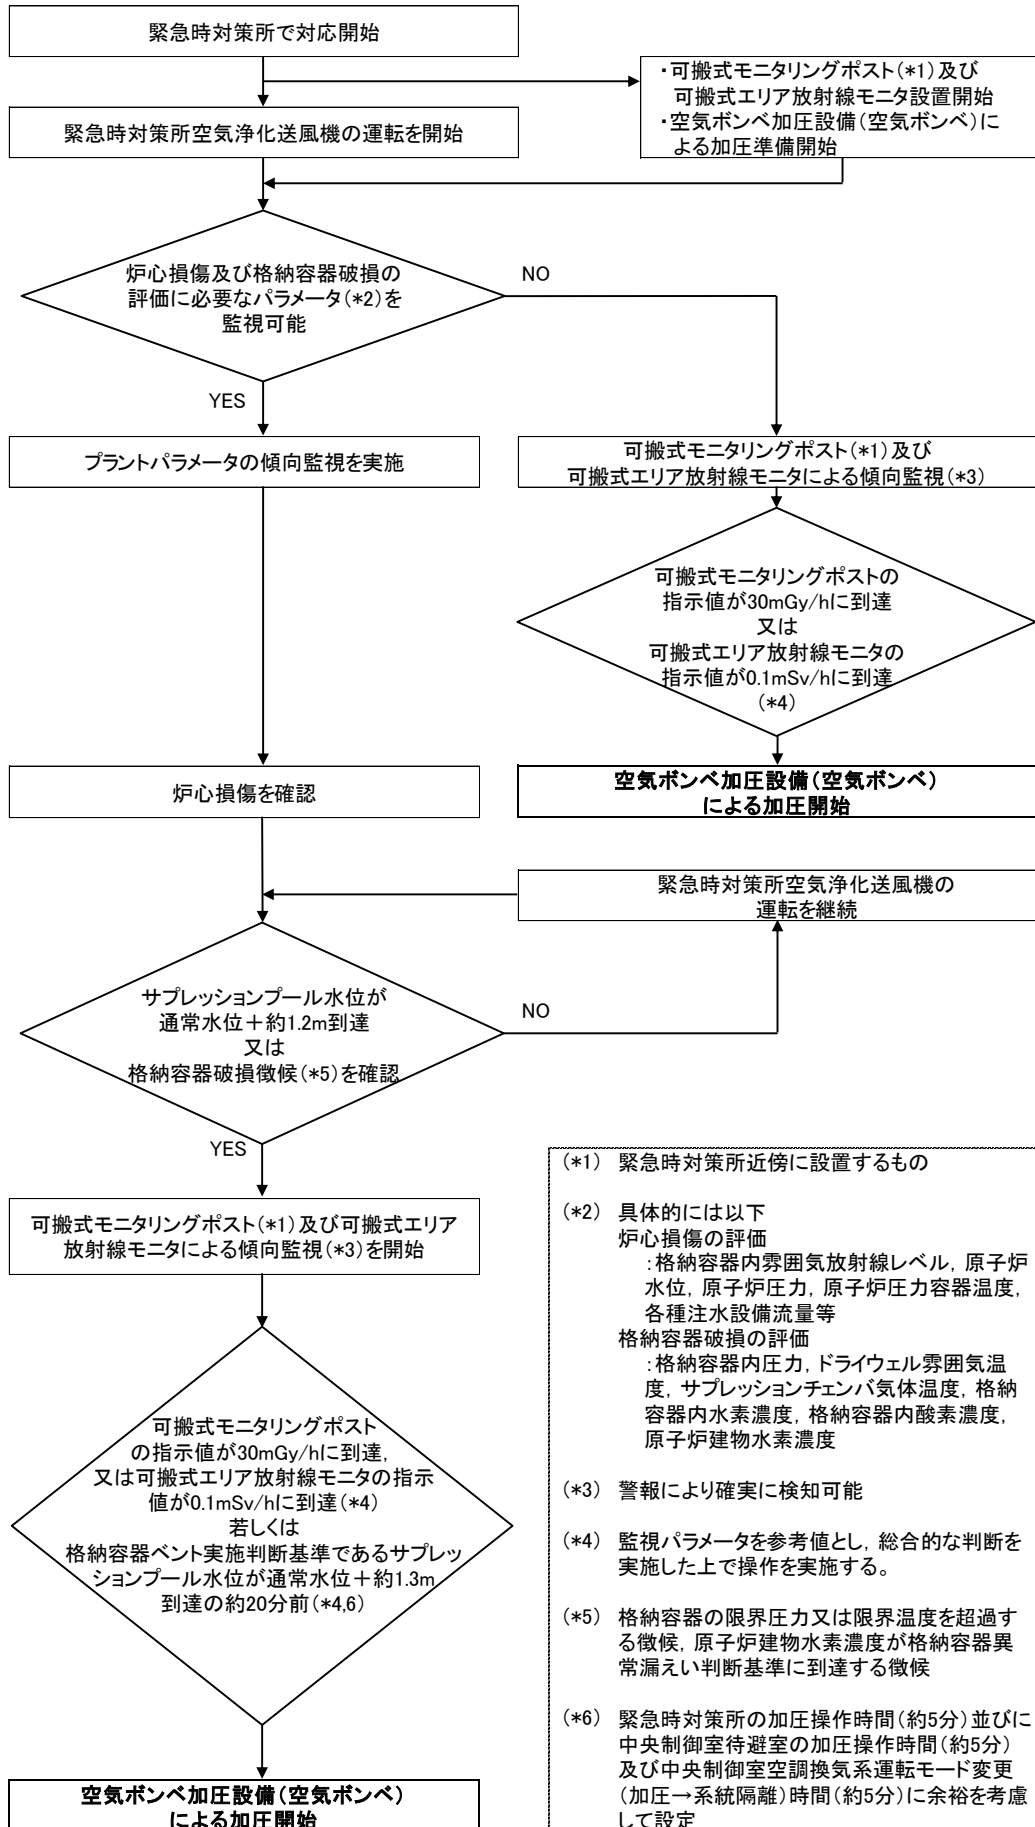 緊急時対策所で対応開始
・可搬式モニタリングポスト(*1)及び
可搬式エリア放射線モニタ設置開始
・空気ボンベ加圧設備(空気ボンベ)に
よる加圧準備開始
緊急時対策所空気浄化送風機の運転を開始
炉心損傷及び格納容器破損の
評価に必要なパラメータ(*2)を
監視可能
NO
YES
プラントパラメータの傾向監視を実施
可搬式モニタリングポスト(*1)及び
可搬式エリア放射線モニタによる傾向監視(*3)
可搬式モニタリングポストの
指示値が30mGy/hに到達
又は
可搬式エリア放射線モニタの
指示値が0.1mSv/hに到達
(*4)
空気ボンベ加圧設備(空気ボンベ)
による加圧開始
炉心損傷を確認
緊急時対策所空気浄化送風機の
運転を継続
サプレッションプール水位が
通常水位+約1.2m到達
又は
格納容器破損徴候(*5)を確認
NO
YES
可搬式モニタリングポスト(*1)及び可搬式エリア
放射線モニタによる傾向監視(*3)を開始
可搬式モニタリングポスト
の指示値が30mGy/hに到達,
又は可搬式エリア放射線モニタの指示
値が0.1mSv/hに到達(*4)
若しくは
格納容器ベント実施判断基準であるサプレッ
ションプール水位が通常水位+約1.3m
到達の約20分前(*4,6)
空気ボンベ加圧設備(空気ボンベ)
による加圧開始
(*1) 緊急時対策所近傍に設置するもの
(*2) 具体的には以下
炉心損傷の評価
:格納容器内雰囲気放射線レベル, 原子炉
水位, 原子炉圧力, 原子炉圧力容器温度,
各種注水設備流量等
格納容器破損の評価
:格納容器内圧力, ドライウェル雰囲気温
度, サプレッションチェンバ気体温度, 格納
容器内水素濃度, 格納容器内酸素濃度,
原子炉建物水素濃度
(*3) 警報により確実に検知可能
(*4) 監視パラメータを参考値とし, 総合的な判断を
実施した上で操作を実施する。
(*5) 格納容器の限界圧力又は限界温度を超過す
る徴候, 原子炉建物水素濃度が格納容器異
常漏えい判断基準に到達する徴候
(*6) 緊急時対策所の加圧操作時間(約5分)並びに
中央制御室待避室の加圧操作時間(約5分)
及び中央制御室空調換気系運転モード変更
(加圧→系統隔離)時間(約5分)に余裕を考慮
して設定